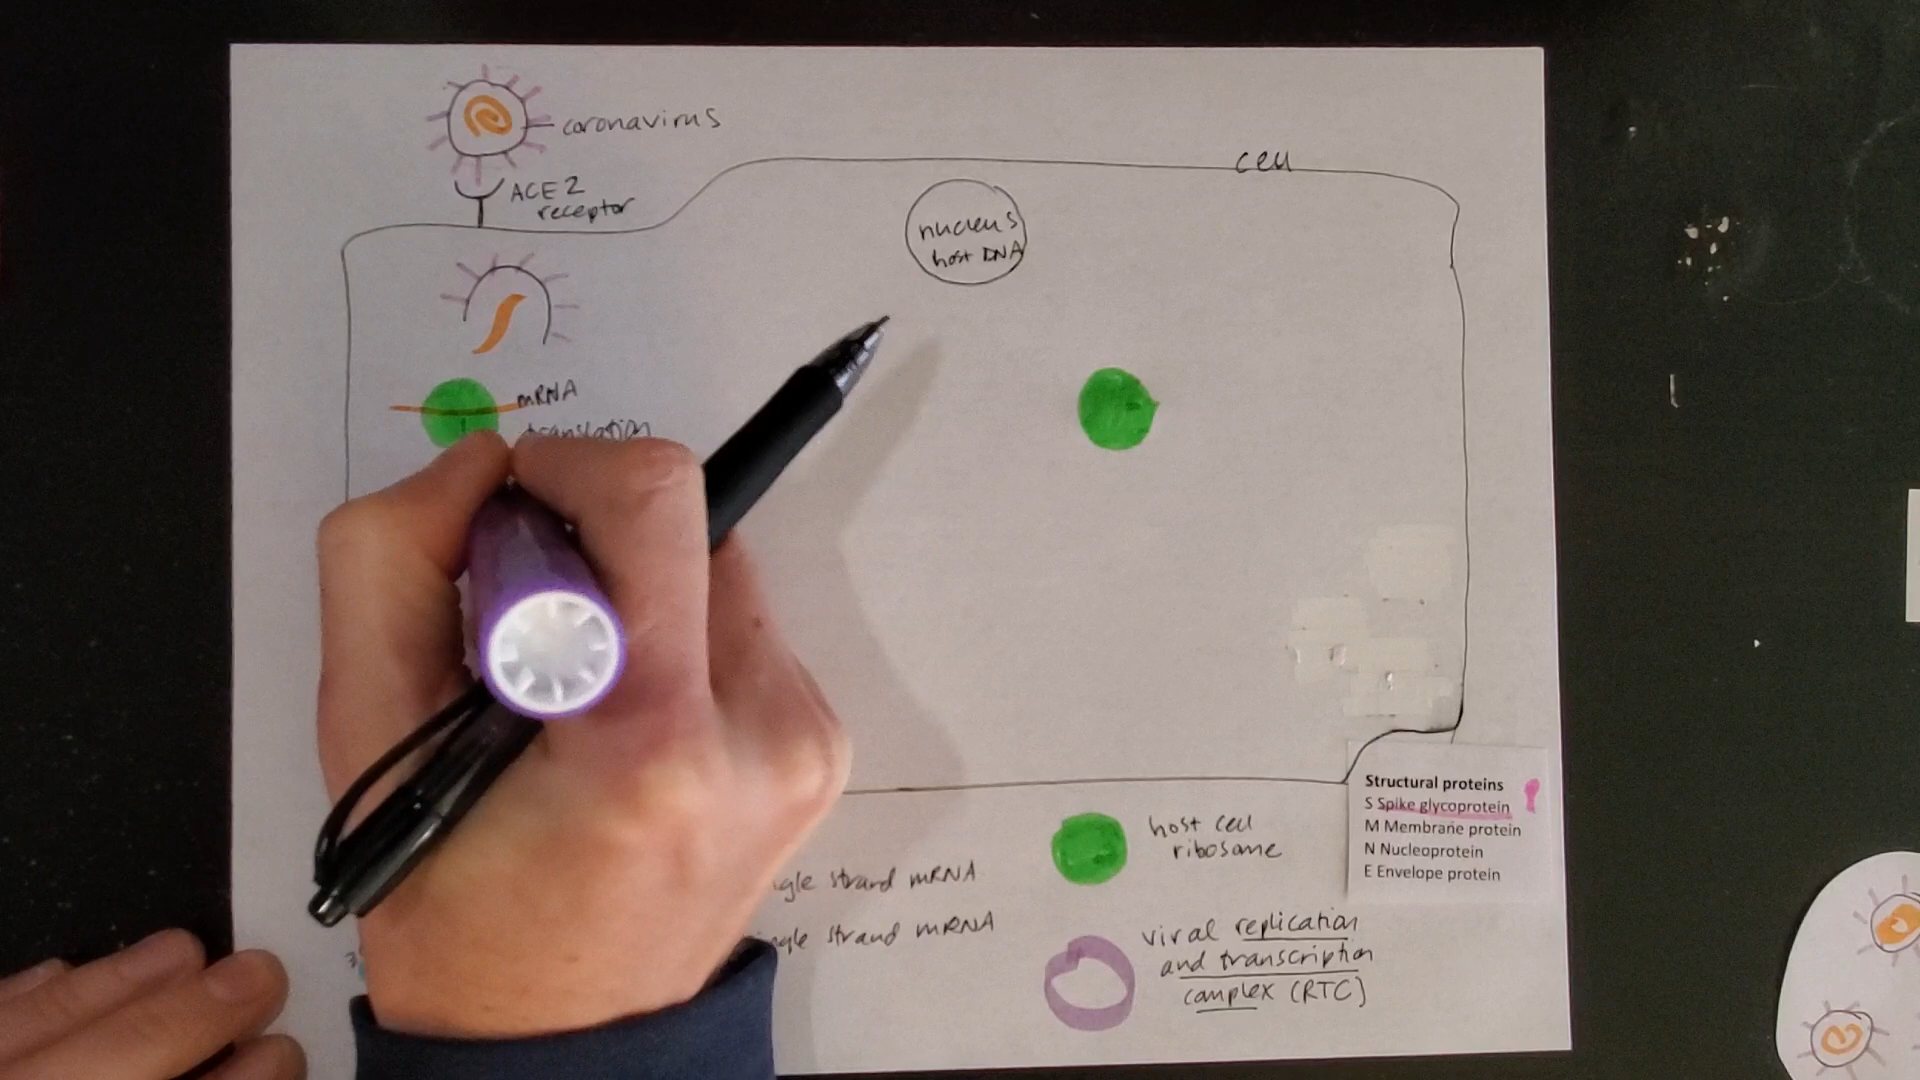 coronavirus
cell
ACE2
receptor
nucleus
host DNA
mRNA
translation
host cell
ribosome
strand mRNA
strand mRNA
viral replication
and transcription
complex (RTC)
Structural proteins
S Spike glycoprotein
M Membrane protein
N Nucleoprotein
E Envelope protein